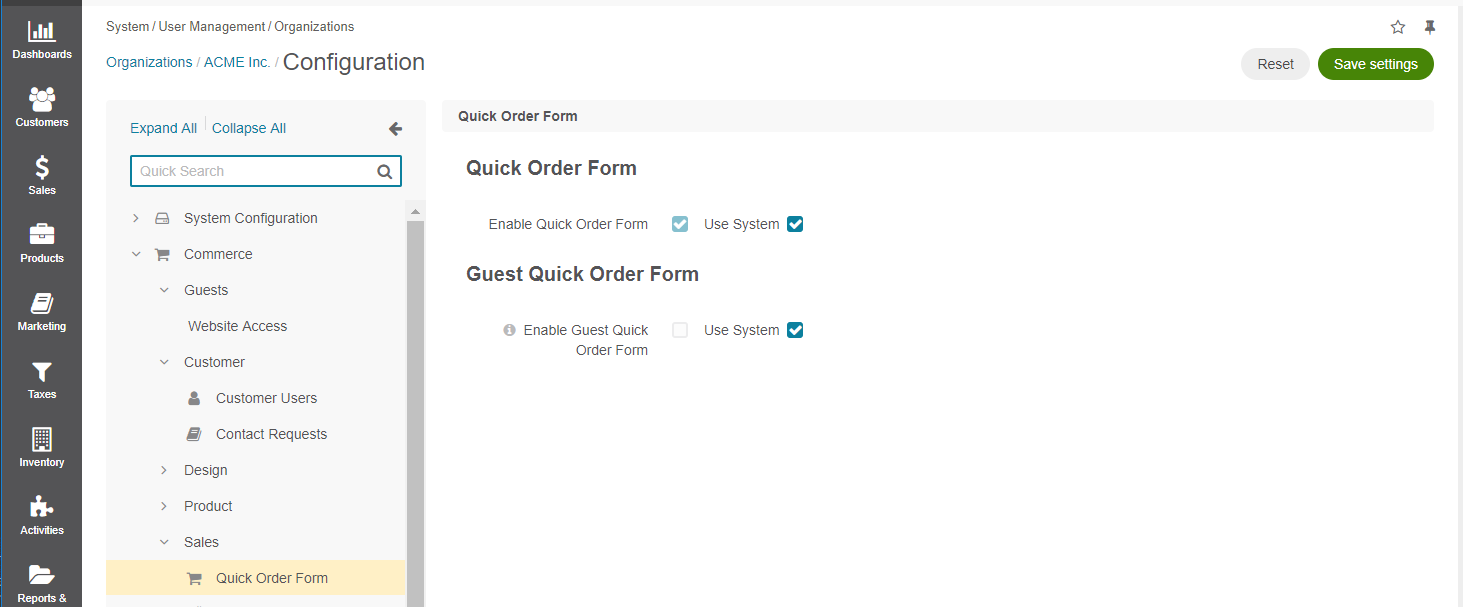 Dashboards
Customers
Sales
Products
Marketing
Taxes
Inventory
Activities
Reports &
System / User Management / Organizations
Organizations / ACME Inc. / Configuration
Reset
Save settings
Expand All
Collapse All
Quick Search
System Configuration
Commerce
Guests
Website Access
Customer
Customer Users
Contact Requests
Design
Product
Sales
Quick Order Form
Quick Order Form
Quick Order Form
Enable Quick Order Form
Use System
Guest Quick Order Form
Enable Guest Quick
Order Form
Use System